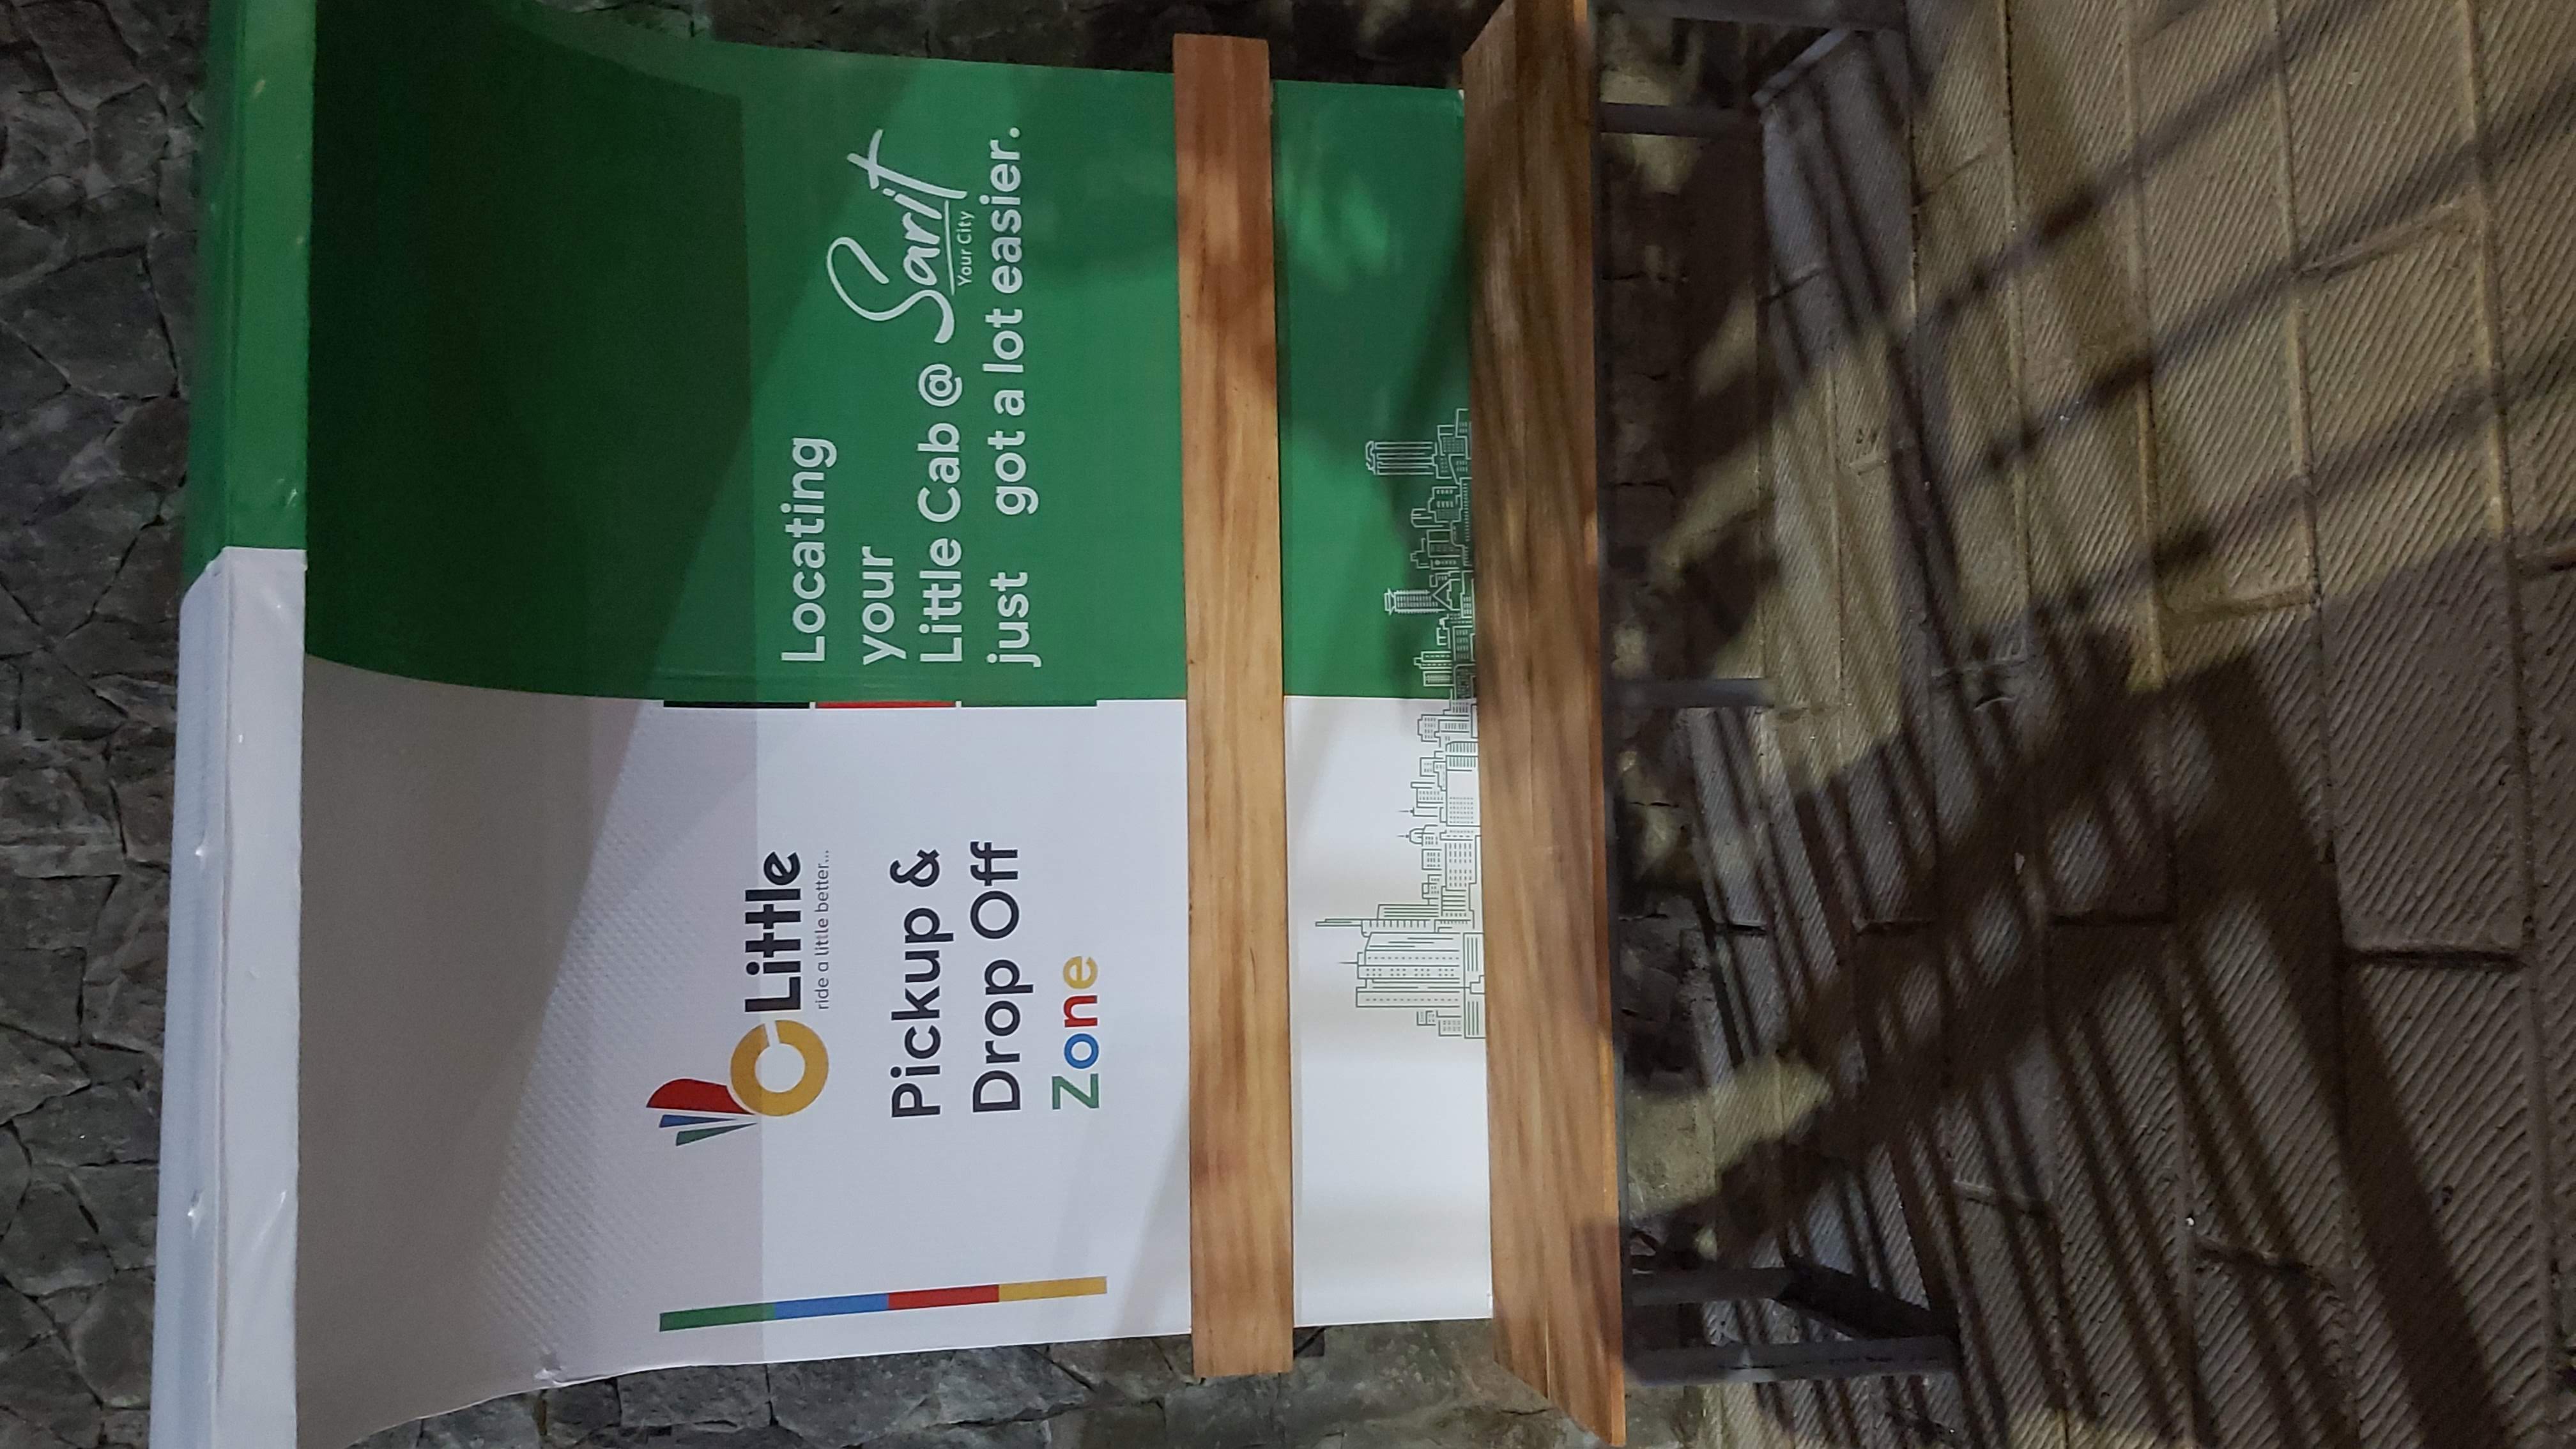 Little
ride a little better...
Pickup &
Drop Off
Zone
Locating
your
Little Cab @ Sarit
Your City
just got a lot easier.